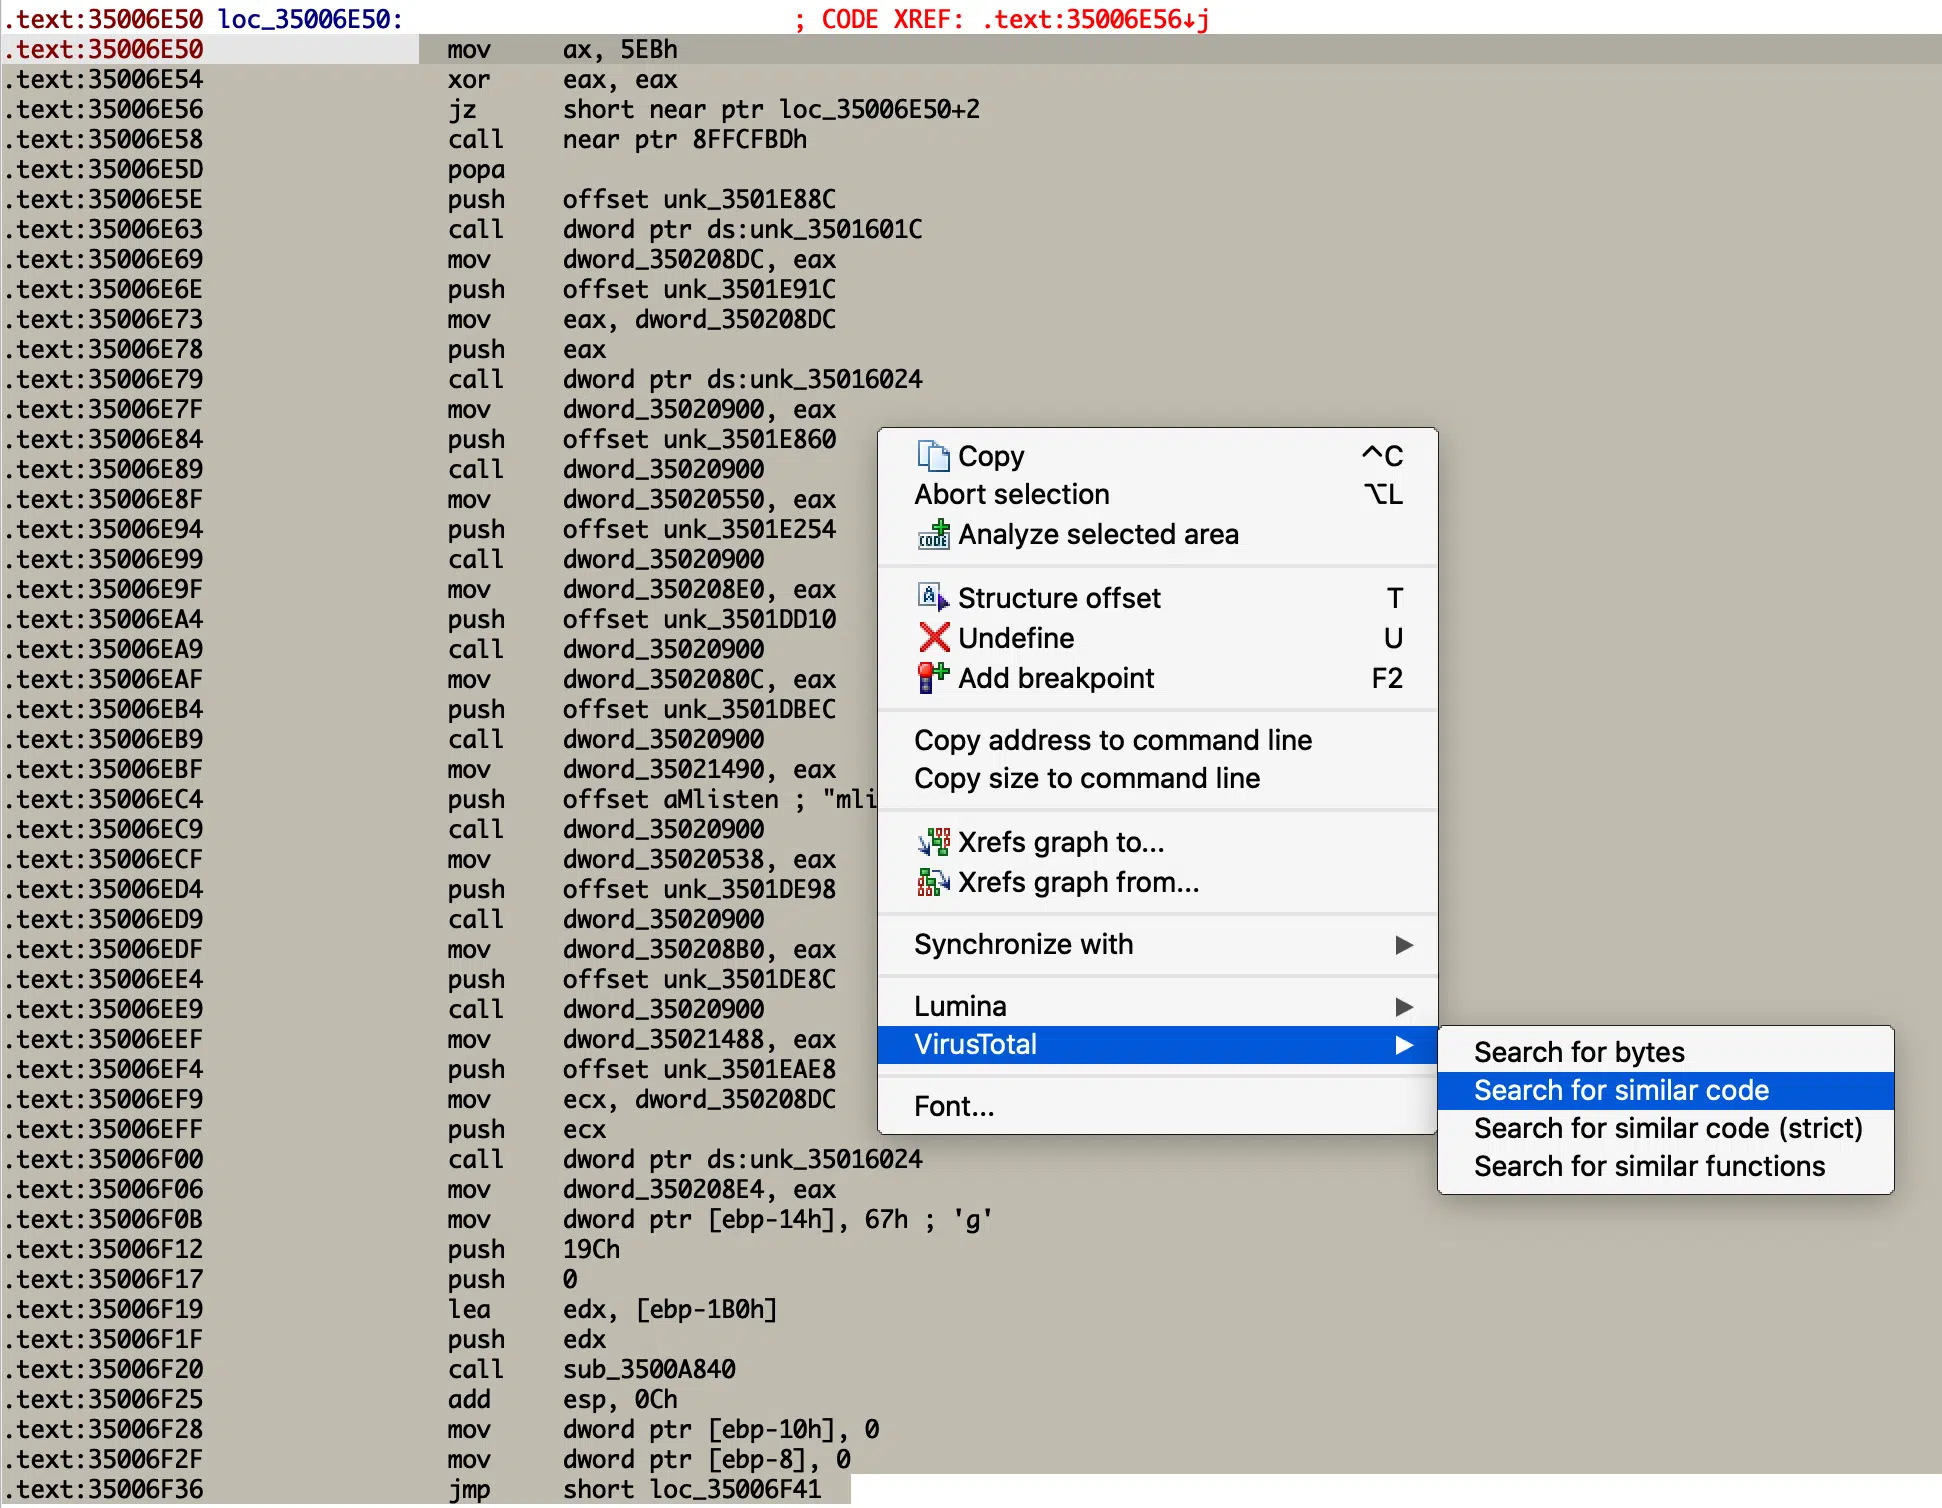 .text:35006E50 loc_35006E50: ; CODE XREF: .text:35006E56↓j
.text:35006E50 mov ax, 5EBh
.text:35006E54 xor eax, eax
.text:35006E56 jz short near ptr loc_35006E50+2
.text:35006E58 call near ptr 8FFCFBDh
.text:35006E5D popa
.text:35006E5E push offset unk_3501E88C
.text:35006E63 call dword ptr ds:unk_3501601C
.text:35006E69 mov dword_350208DC, eax
.text:35006E6E push offset unk_3501E91C
.text:35006E73 mov eax, dword_350208DC
.text:35006E78 push eax
.text:35006E79 call dword ptr ds:unk_35016024
.text:35006E7F mov dword_35020900, eax
.text:35006E84 push offset unk_3501E860
.text:35006E89 call dword_35020900
.text:35006E8F mov dword_35020550, eax
.text:35006E94 push offset unk_3501E254
.text:35006E99 call dword_35020900
.text:35006E9F mov dword_350208E0, eax
.text:35006EA4 push offset unk_3501DD10
.text:35006EA9 call dword_35020900
.text:35006EAF mov dword_3502080C, eax
.text:35006EB4 push offset unk_3501DBEC
.text:35006EB9 call dword_35020900
.text:35006EBF mov dword_35021490, eax
.text:35006EC4 push offset aMlisten ; "mli
.text:35006EC9 call dword_35020900
.text:35006ECF mov dword_35020538, eax
.text:35006ED4 push offset unk_3501DE98
.text:35006ED9 call dword_35020900
.text:35006EDF mov dword_350208B0, eax
.text:35006EE4 push offset unk_3501DE8C
.text:35006EE9 call dword_35020900
.text:35006EEF mov dword_35021488, eax
.text:35006EF4 push offset unk_3501EAE8
.text:35006EF9 mov ecx, dword_350208DC
.text:35006EFF push ecx
.text:35006F00 call dword ptr ds:unk_35016024
.text:35006F06 mov dword_350208E4, eax
.text:35006F0B mov dword ptr [ebp-14h], 67h ; 'g'
.text:35006F12 push 19Ch
.text:35006F17 push 0
.text:35006F19 lea edx, [ebp-1B0h]
.text:35006F1F push edx
.text:35006F20 call sub_3500A840
.text:35006F25 add esp, 0Ch
.text:35006F28 mov dword ptr [ebp-10h], 0
.text:35006F2F mov dword ptr [ebp-8], 0
.text:35006F36 jmp short loc_35006F41
Copy ^C
Abort selection ⌥L
CODE Analyze selected area
Structure offset T
Undefine U
Add breakpoint F2
Copy address to command line
Copy size to command line
Xrefs graph to...
Xrefs graph from...
Synchronize with
Lumina
VirusTotal
Font...
Search for bytes
Search for similar code
Search for similar code (strict)
Search for similar functions